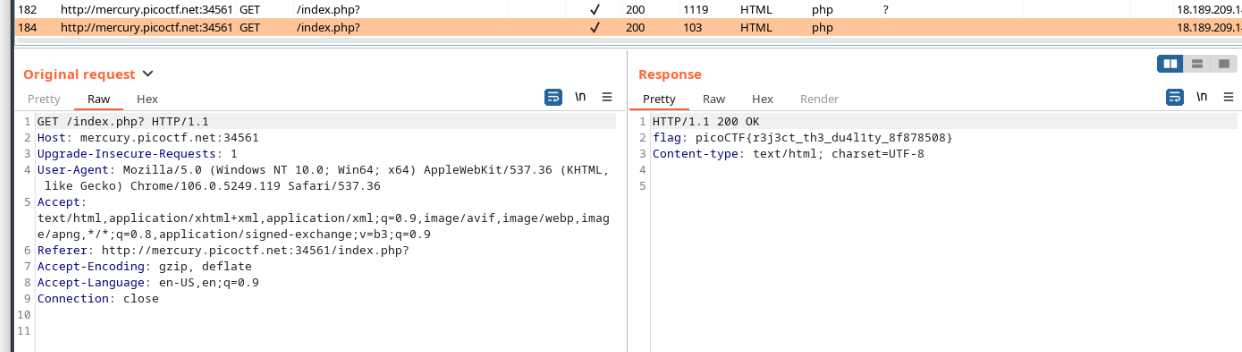 182 http://mercury.picoctf.net:34561 GET /index.php? ✓ 200 1119 HTML php ? 18.189.209.1
184 http://mercury.picoctf.net:34561 GET /index.php? ✓ 200 103 HTML php 18.189.209.1
Original request
Pretty Raw Hex \n
1 GET /index.php? HTTP/1.1
2 Host: mercury.picoctf.net:34561
3 Upgrade-Insecure-Requests: 1
4 User-Agent: Mozilla/5.0 (Windows NT 10.0; Win64; x64) AppleWebKit/537.36 (KHTML,
like Gecko) Chrome/106.0.5249.119 Safari/537.36
5 Accept:
text/html,application/xhtml+xml,application/xml;q=0.9,image/avif,image/webp,imag
e/apng,*/*;q=0.8,application/signed-exchange;v=b3;q=0.9
6 Referer: http://mercury.picoctf.net:34561/index.php?
7 Accept-Encoding: gzip, deflate
8 Accept-Language: en-US,en;q=0.9
9 Connection: close
10
11
Response
Pretty Raw Hex Render \n
1 HTTP/1.1 200 OK
2 flag: picoCTF{r3j3ct_th3_du4l1ty_8f878508}
3 Content-type: text/html; charset=UTF-8
4
5